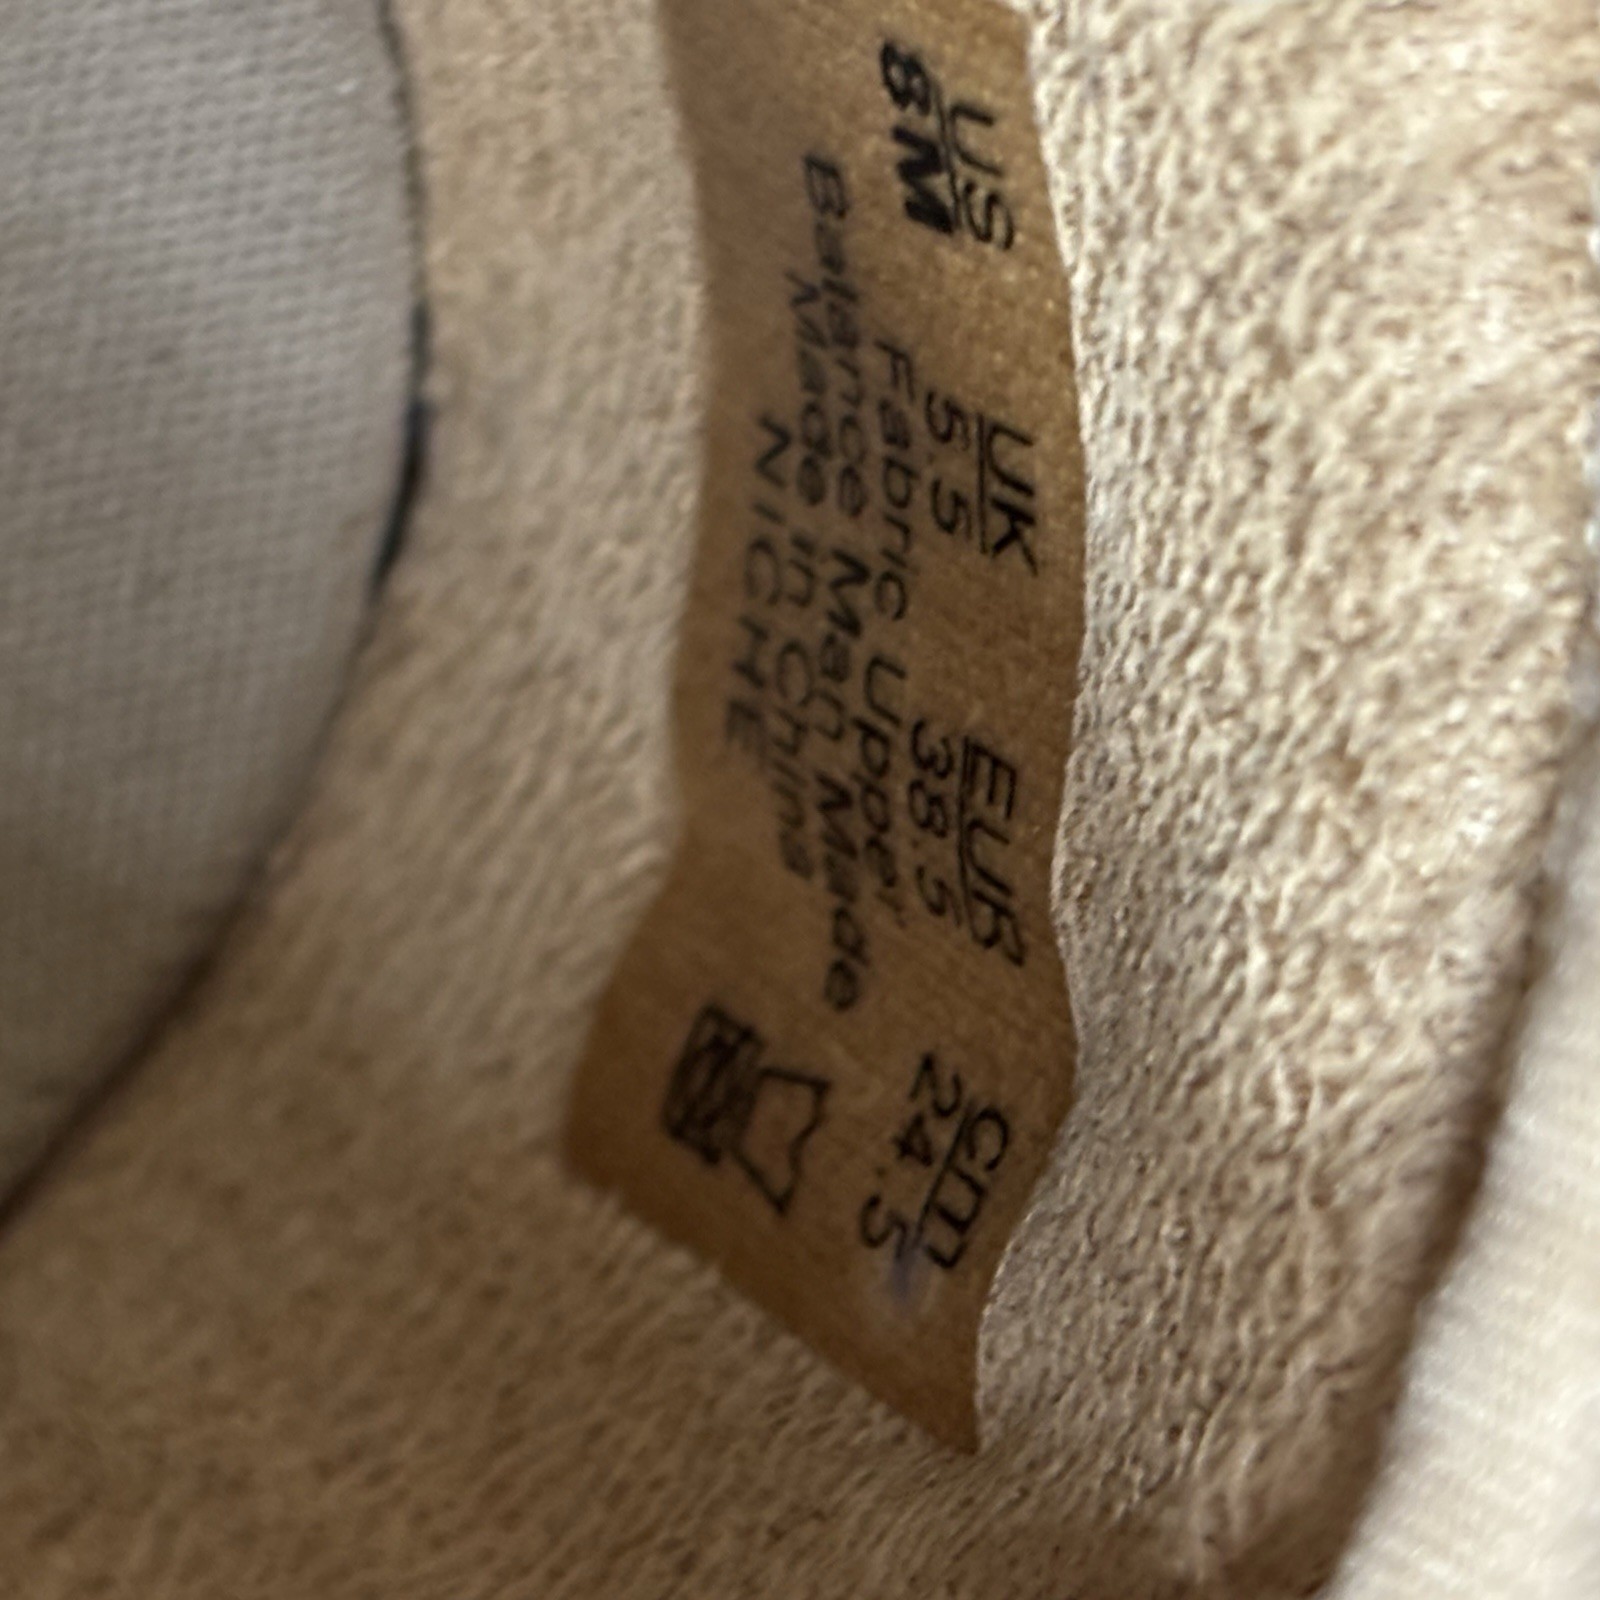 US UK EUR cm
8M 5.5 38.5 24.5
Fabric Upper
Balance Man Made
Made in China
NICHE